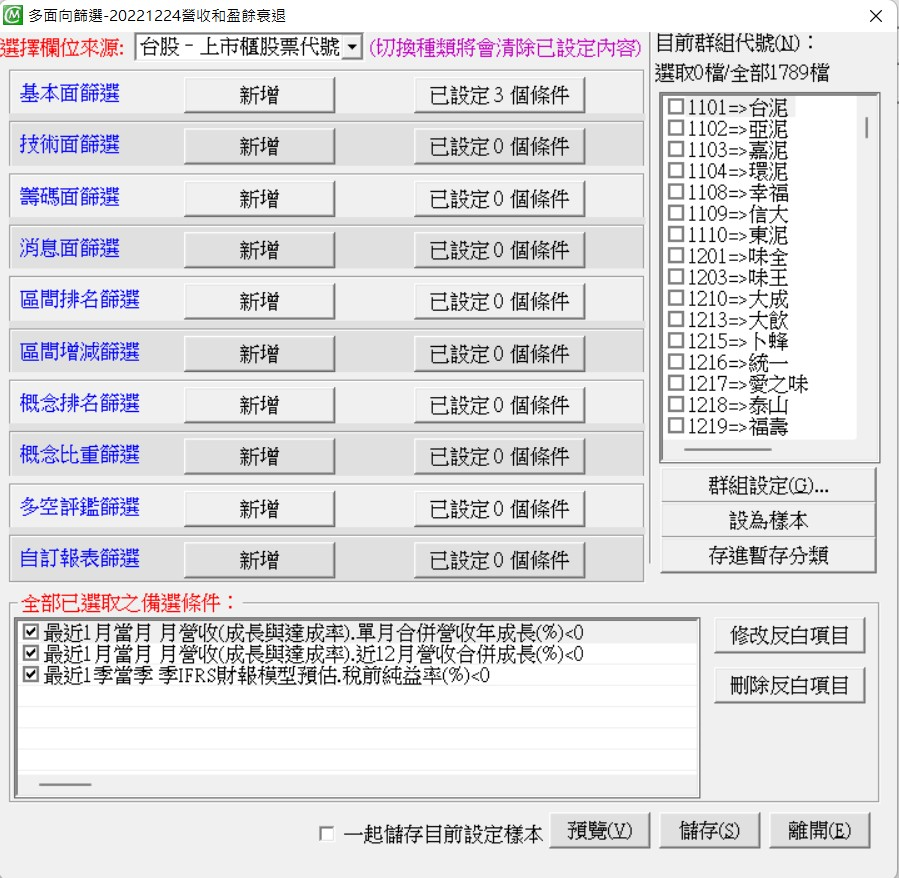 多面向篩選-20221224營收和盈餘衰退
選擇欄位來源: 台股 - 上市櫃股票代號 (切換種類將會清除已設定內容)
基本面篩選 新增 已設定 3 個條件
技術面篩選 新增 已設定 0 個條件
籌碼面篩選 新增 已設定 0 個條件
消息面篩選 新增 已設定 0 個條件
區間排名篩選 新增 已設定 0 個條件
區間增減篩選 新增 已設定 0 個條件
概念排名篩選 新增 已設定 0 個條件
概念比重篩選 新增 已設定 0 個條件
多空評鑑篩選 新增 已設定 0 個條件
自訂報表篩選 新增 已設定 0 個條件
目前群組代號(N)：
選取0檔/全部1789檔
1101=>台泥
1102=>亞泥
1103=>嘉泥
1104=>環泥
1108=>幸福
1109=>信大
1110=>東泥
1201=>味全
1203=>味王
1210=>大成
1213=>大飲
1215=>卜蜂
1216=>統一
1217=>愛之味
1218=>泰山
1219=>福壽
群組設定(G)...
設為樣本
存進暫存分類
全部已選取之備選條件：
最近1月當月 月營收(成長與達成率).單月合併營收年成長(%)<0
最近1月當月 月營收(成長與達成率).近12月營收合併成長(%)<0
最近1季當季 季IFRS財報模型預估.稅前純益率(%)<0
修改反白項目
刪除反白項目
一起儲存目前設定樣本 預覽(V) 儲存(S) 離開(E)